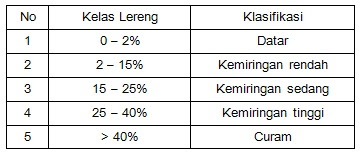 No Kelas Lereng Klasifikasi
1 0 – 2% Datar
2 2 – 15% Kemiringan rendah
3 15 – 25% Kemiringan sedang
4 25 – 40% Kemiringan tinggi
5 > 40% Curam